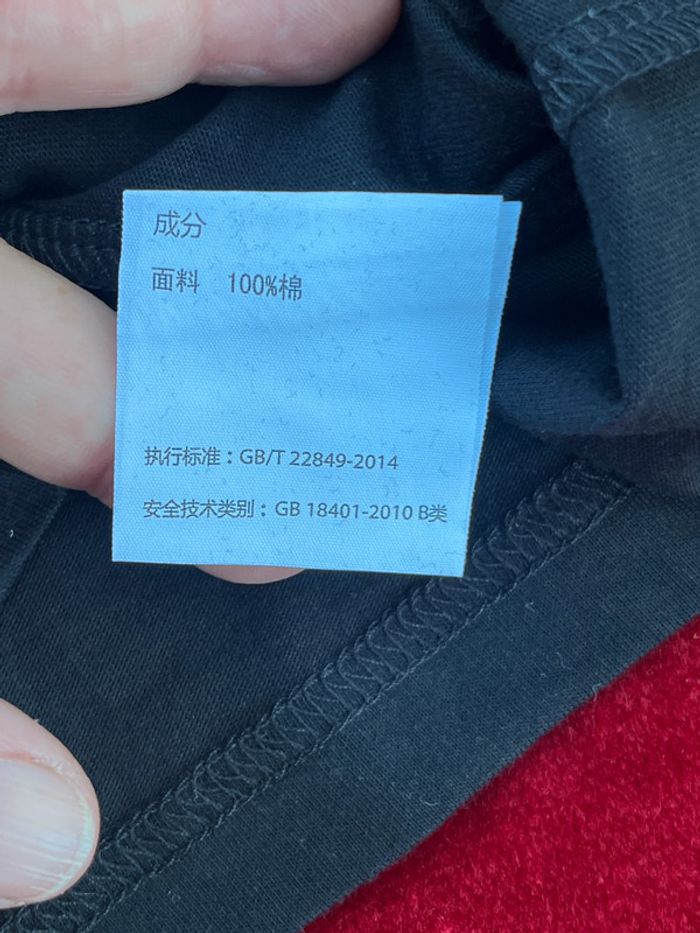 成分
面料 100%棉
执行标准：GB/T 22849-2014
安全技术类别：GB 18401-2010 B类